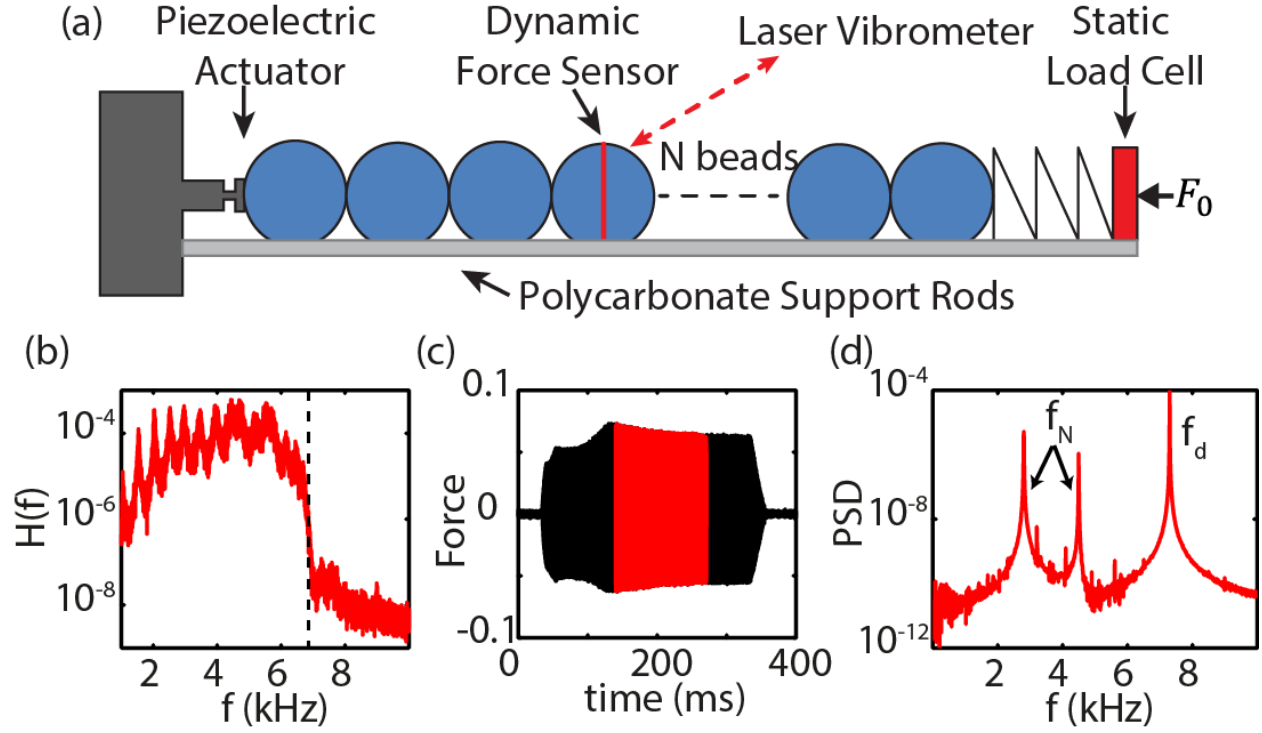 (a)
Piezoelectric
Actuator
Dynamic
Force Sensor
Laser Vibrometer
Static
Load Cell
N beads
F₀
Polycarbonate Support Rods
(b)
10⁻⁴
10⁻⁶
10⁻⁸
H(f)
2 4 6 8
f (kHz)
(c)
0.1
0
-0.1
Force
0 200 400
time (ms)
(d)
10⁻⁴
10⁻⁸
10⁻¹²
PSD
f_N
f_d
2 4 6 8
f (kHz)